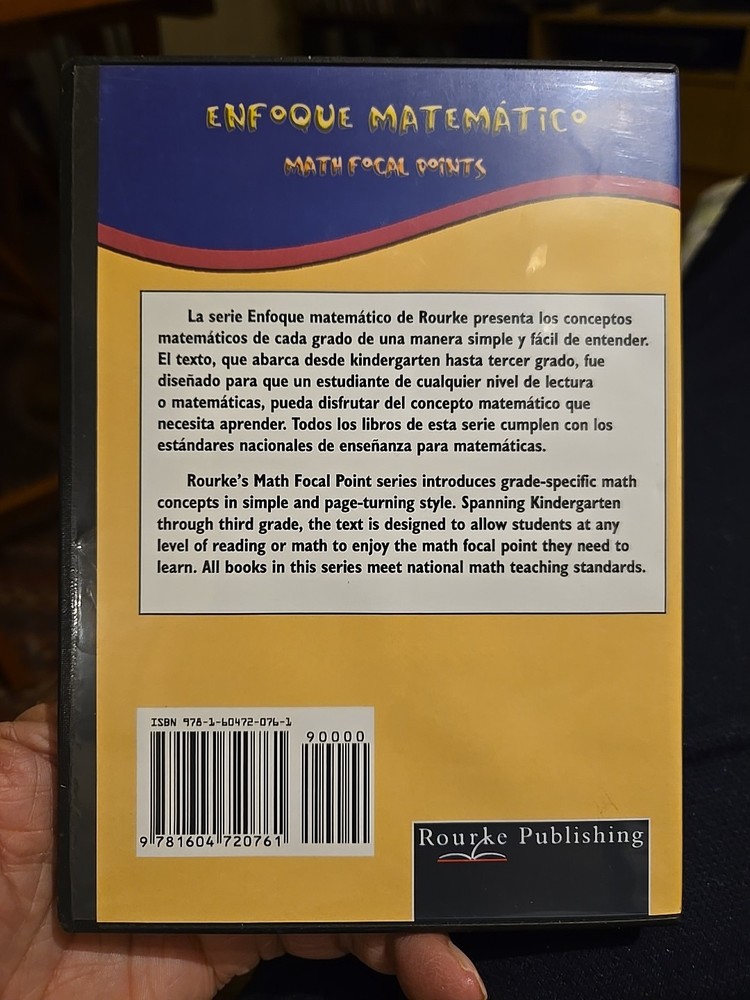 ENFOQUE MATEMÁTICO
MATH FOCAL POINTS
La serie Enfoque matemático de Rourke presenta los conceptos
matemáticos de cada grado de una manera simple y fácil de entender.
El texto, que abarca desde kindergarten hasta tercer grado, fue
diseñado para que un estudiante de cualquier nivel de lectura
o matemáticas, pueda disfrutar del concepto matemático que
necesita aprender. Todos los libros de esta serie cumplen con los
estándares nacionales de enseñanza para matemáticas.
Rourke's Math Focal Point series introduces grade-specific math
concepts in simple and page-turning style. Spanning Kindergarten
through third grade, the text is designed to allow students at any
level of reading or math to enjoy the math focal point they need to
learn. All books in this series meet national math teaching standards.
ISBN 978-1-60472-076-1
90000
9 781604 720761
Rourke Publishing